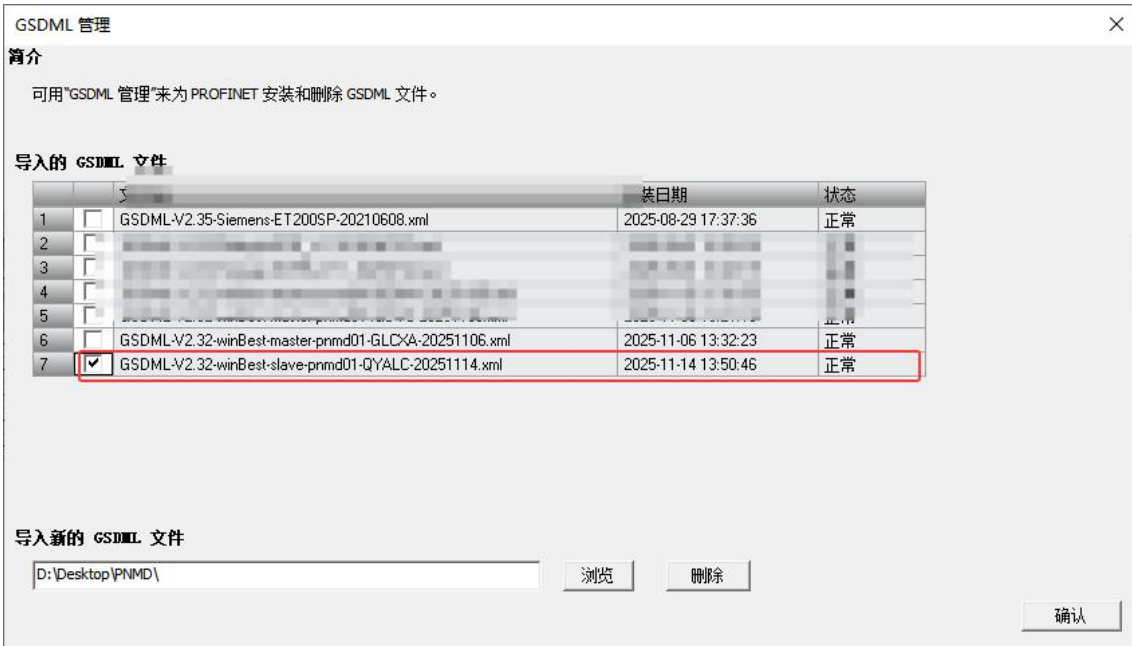 GSDML 管理
简介
可用“GSDML 管理”来为 PROFINET 安装和删除 GSDML 文件。
导入的 GSDML 文件
装日期 状态
1 GSDML-V2.35-Siemens-ET200SP-20210608.xml 2025-08-29 17:37:36 正常
2
3
4
5
6 GSDML-V2.32-winBest-master-pnmd01-GLCXA-20251106.xml 2025-11-06 13:32:23 正常
7 GSDML-V2.32-winBest-slave-pnmd01-QYALC-20251114.xml 2025-11-14 13:50:46 正常
导入新的 GSDML 文件
D:\Desktop\PNMD\ 浏览 删除
确认